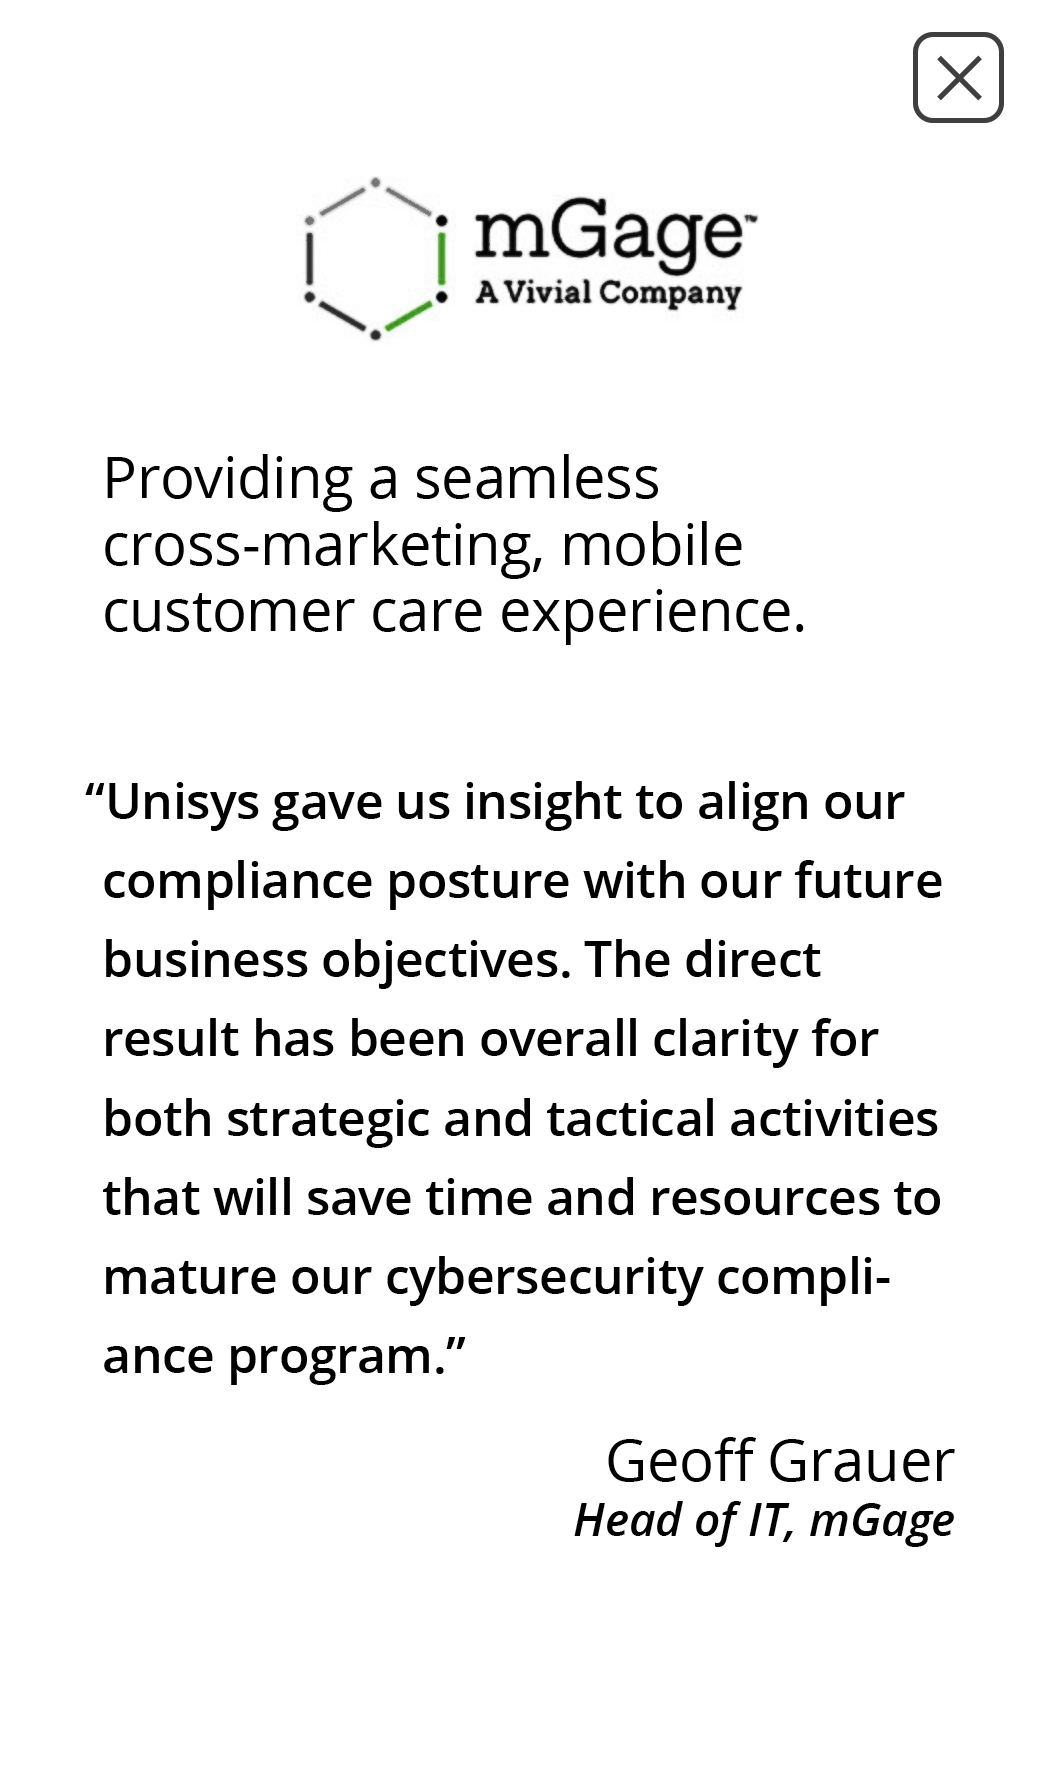 mGage™
A Vivial Company
Providing a seamless
cross-marketing, mobile
customer care experience.
“Unisys gave us insight to align our
compliance posture with our future
business objectives. The direct
result has been overall clarity for
both strategic and tactical activities
that will save time and resources to
mature our cybersecurity compli-
ance program.”
Geoff Grauer
Head of IT, mGage